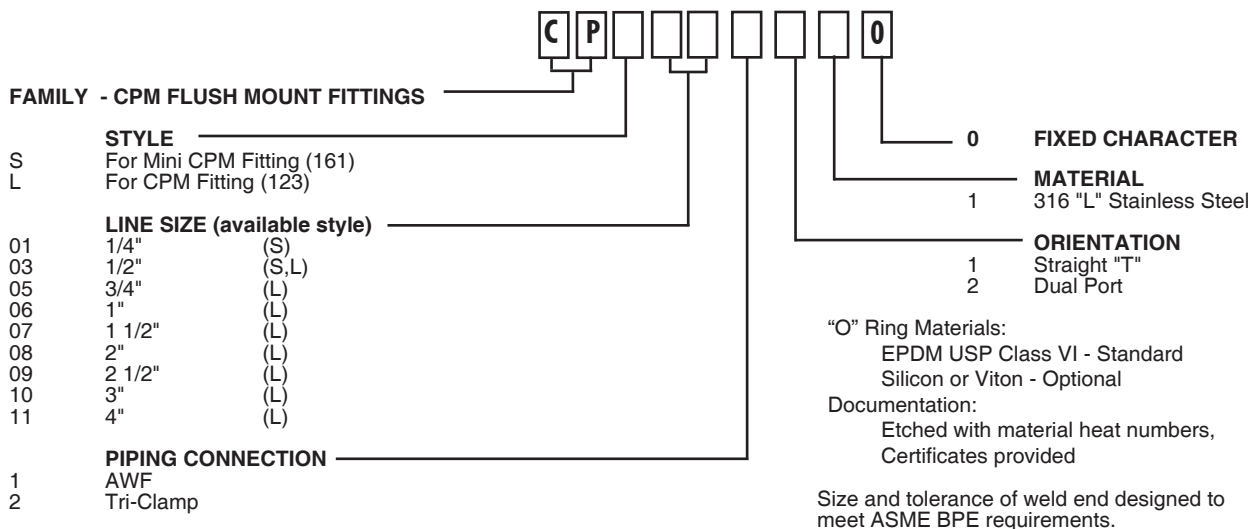 C P 0
FAMILY - CPM FLUSH MOUNT FITTINGS
STYLE
S For Mini CPM Fitting (161)
L For CPM Fitting (123)
LINE SIZE (available style)
01 1/4" (S)
03 1/2" (S,L)
05 3/4" (L)
06 1" (L)
07 1 1/2" (L)
08 2" (L)
09 2 1/2" (L)
10 3" (L)
11 4" (L)
PIPING CONNECTION
1 AWF
2 Tri-Clamp
0 FIXED CHARACTER
MATERIAL
1 316 "L" Stainless Steel
ORIENTATION
1 Straight "T"
2 Dual Port
“O” Ring Materials:
EPDM USP Class VI - Standard
Silicon or Viton - Optional
Documentation:
Etched with material heat numbers,
Certificates provided
Size and tolerance of weld end designed to
meet ASME BPE requirements.